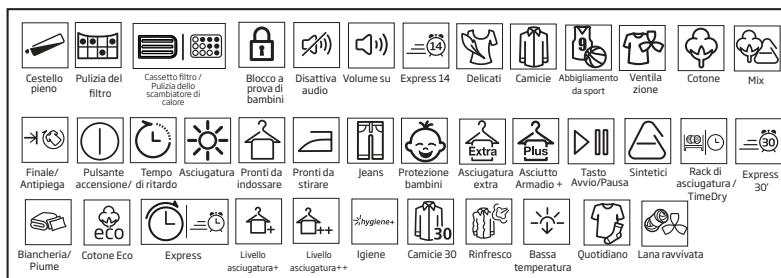 14
9
Cestello pieno
Pulizia del filtro
Cassetto filtro / Pulizia dello scambiatore di calore
Blocco a prova di bambini
Disattiva audio
Volume su
Express 14
Delicati
Camicie
Abbigliamento da sport
Ventila zione
Cotone
Mix
Extra
Plus
30
Finale/ Antipiega
Pulsante accensione/
Tempo di ritardo
Asciugatura
Pronti da indossare
Pronti da stirare
Jeans
Protezione bambini
Asciugatura extra
Asciutto Armadio +
Tasto Avvio/Pausa
Sintetici
Rack di asciugatura / TimeDry
Express 30'
eco
+
++
hygiene+
30
Biancheria/ Piume
Cotone Eco
Express
Livello asciugatura+
Livello asciugatura++
Igiene
Camicie 30
Rinfresco
Bassa temperatura
Quotidiano
Lana ravvivata